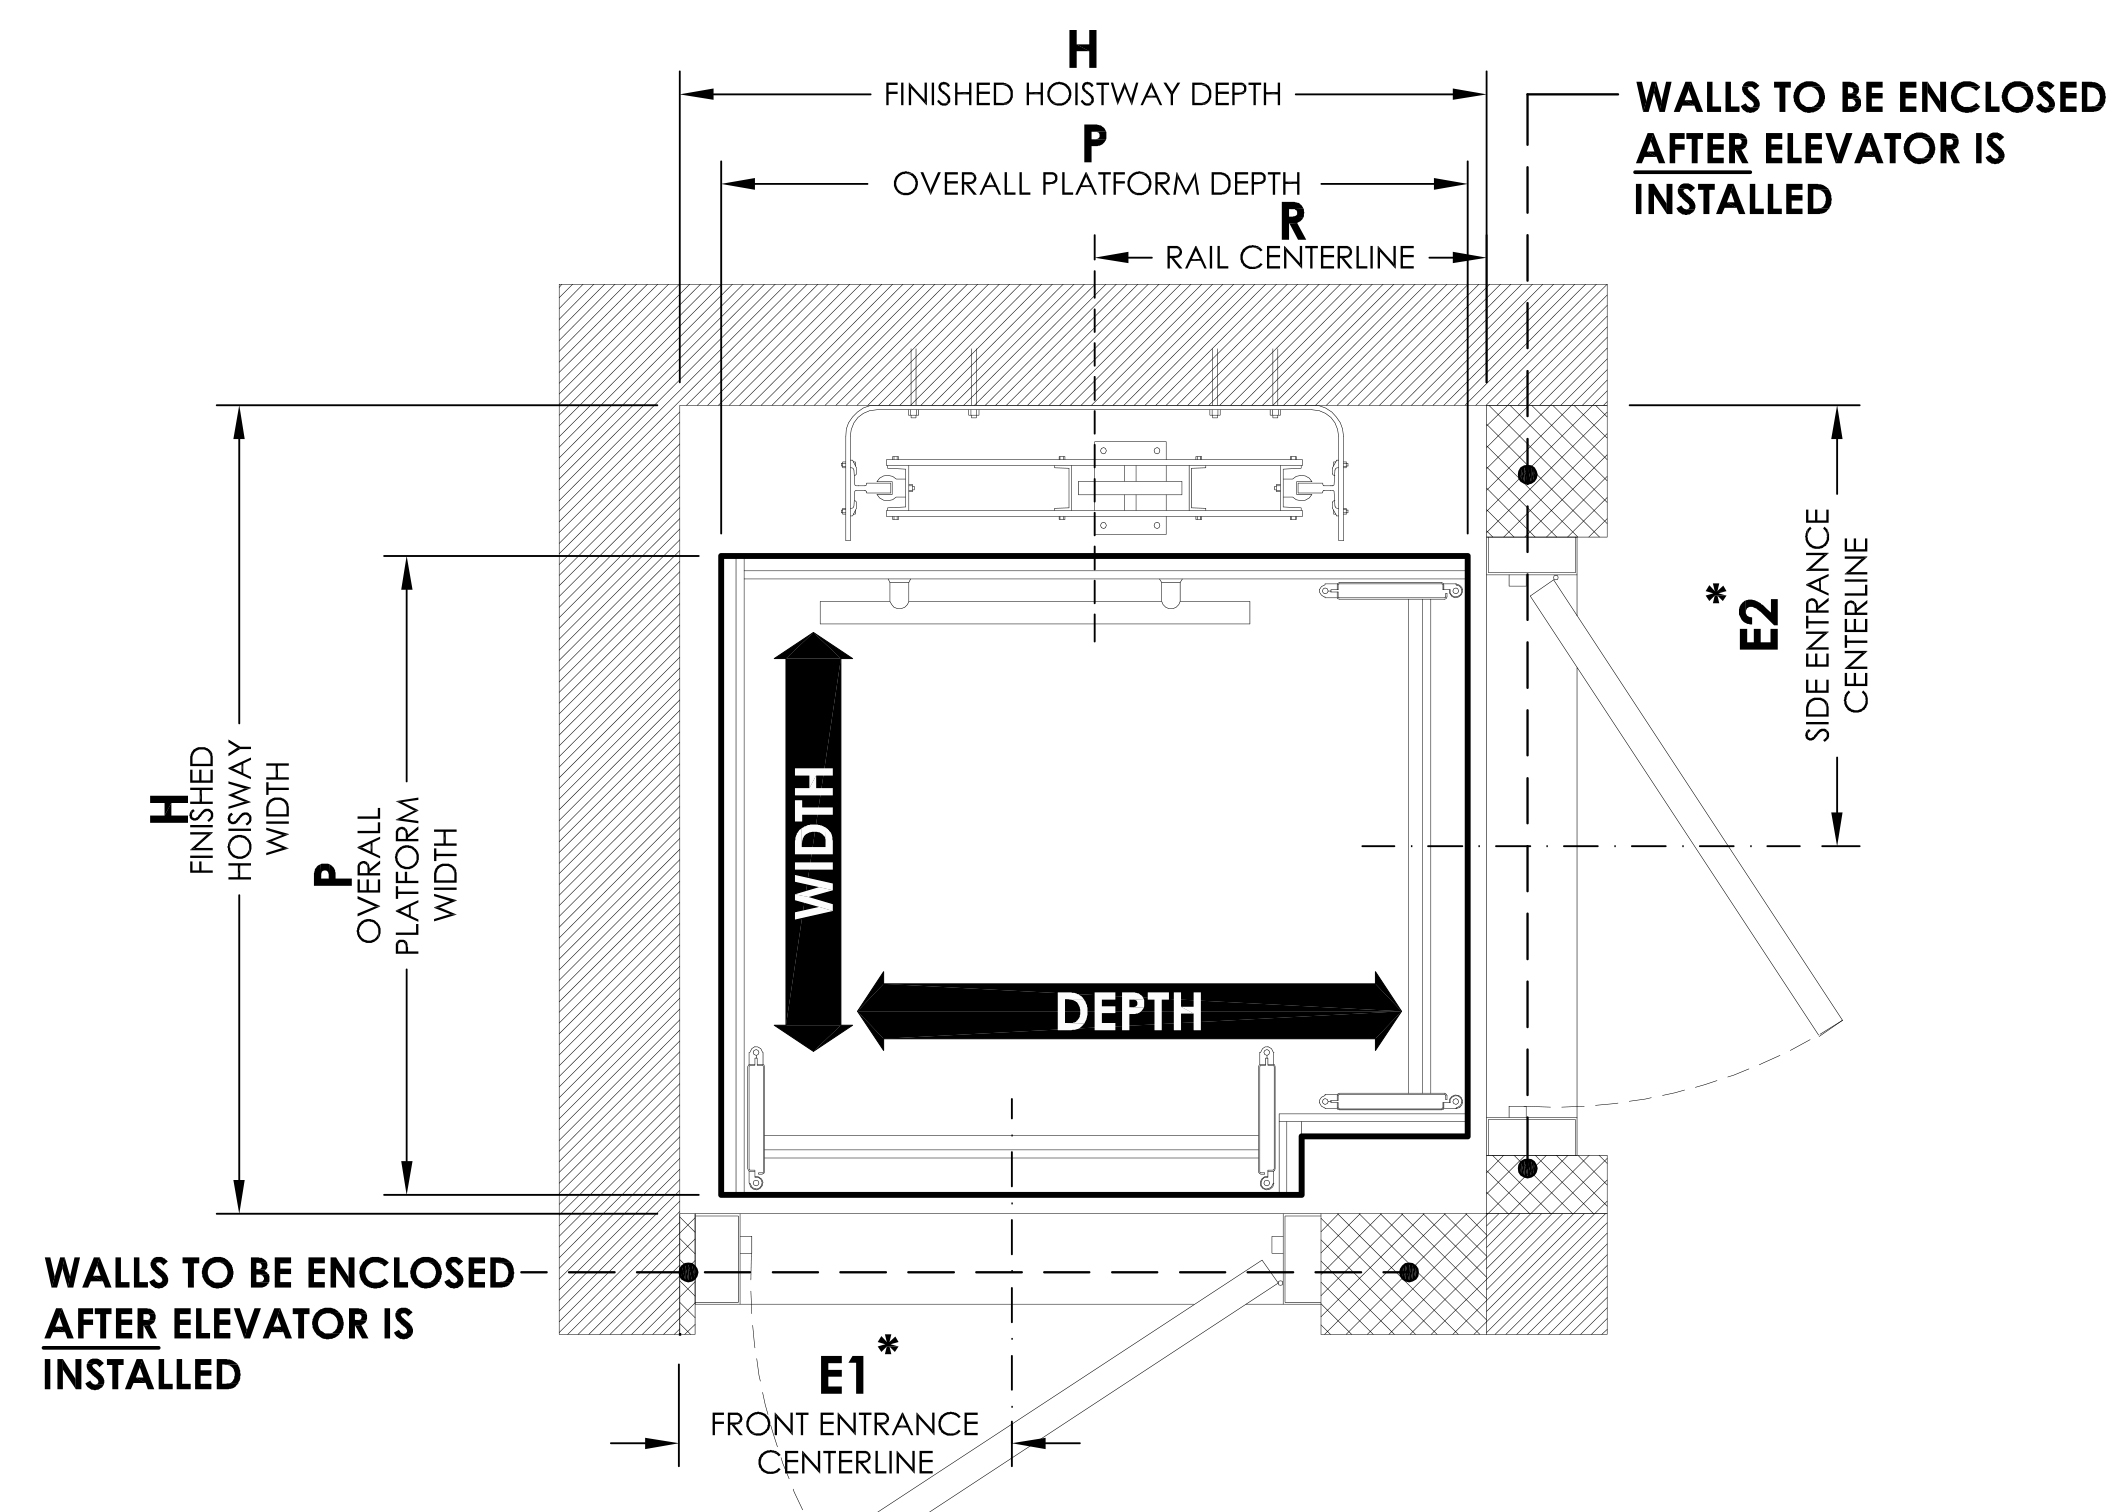 H
FINISHED HOISTWAY DEPTH
P
OVERALL PLATFORM DEPTH
R
RAIL CENTERLINE
WALLS TO BE ENCLOSED
AFTER ELEVATOR IS
INSTALLED
H
FINISHED
HOISWAY
WIDTH
P
OVERALL
PLATFORM
WIDTH
WIDTH
DEPTH
*
E2
SIDE ENTRANCE
CENTERLINE
WALLS TO BE ENCLOSED
AFTER ELEVATOR IS
INSTALLED
E1*
FRONT ENTRANCE
CENTERLINE